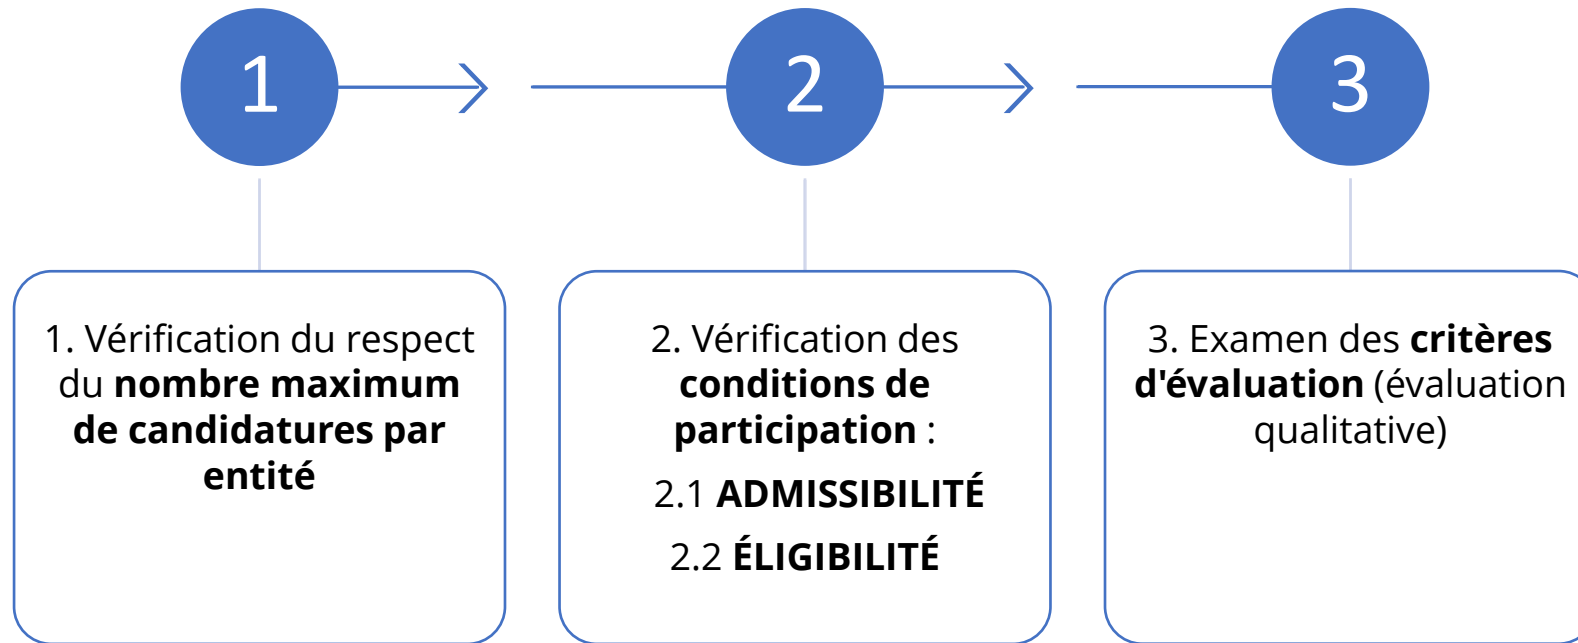 1
2
3
1. Vérification du respect
du nombre maximum
de candidatures par
entité
2. Vérification des
conditions de
participation :
2.1 ADMISSIBILITÉ
2.2 ÉLIGIBILITÉ
3. Examen des critères
d'évaluation (évaluation
qualitative)